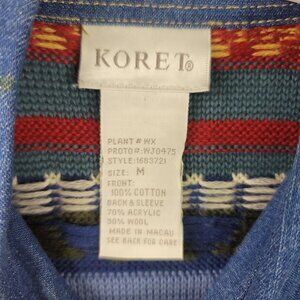 KORET®
PLANT # WX
PROTO# WJ0475
STYLE: 1683721
SIZE: M
FRONT:
100% COTTON
BACK & SLEEVE
70% ACRYLIC
30% WOOL
MADE IN MACAU
SEE BACK FOR CARE